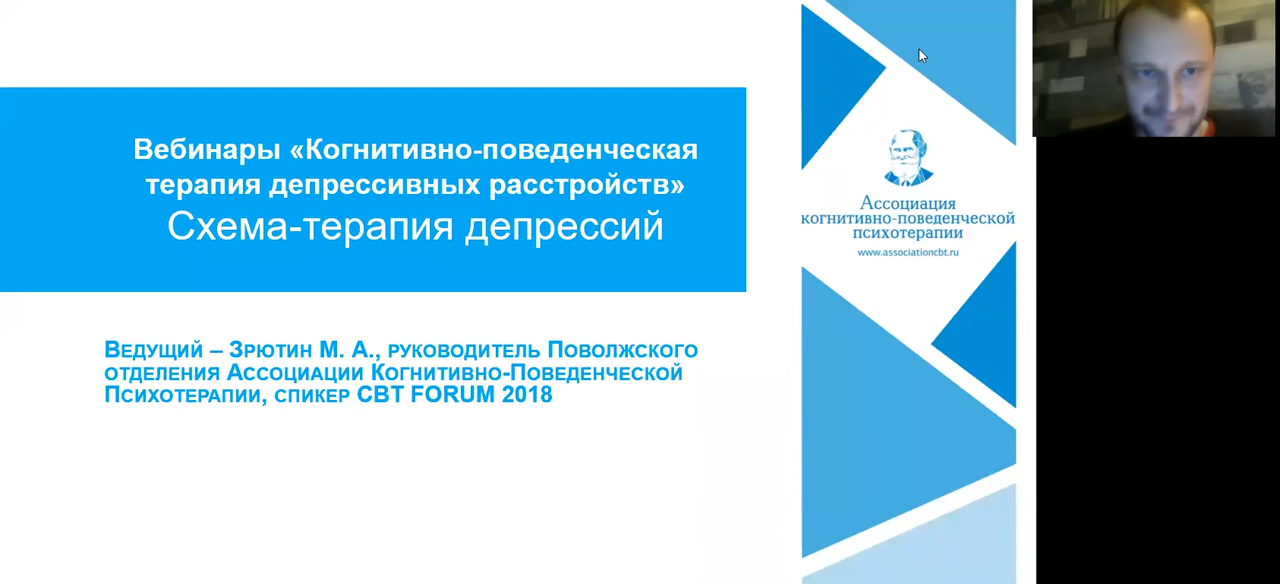 Вебинары «Когнитивно-поведенческая
терапия депрессивных расстройств»
Схема-терапия депрессий
Ведущий – Зрютин М. А., руководитель Поволжского
отделения Ассоциации Когнитивно-Поведенческой
Психотерапии, спикер CBT FORUM 2018
Ассоциация
когнитивно-поведенческой
психотерапии
www.associationcbt.ru